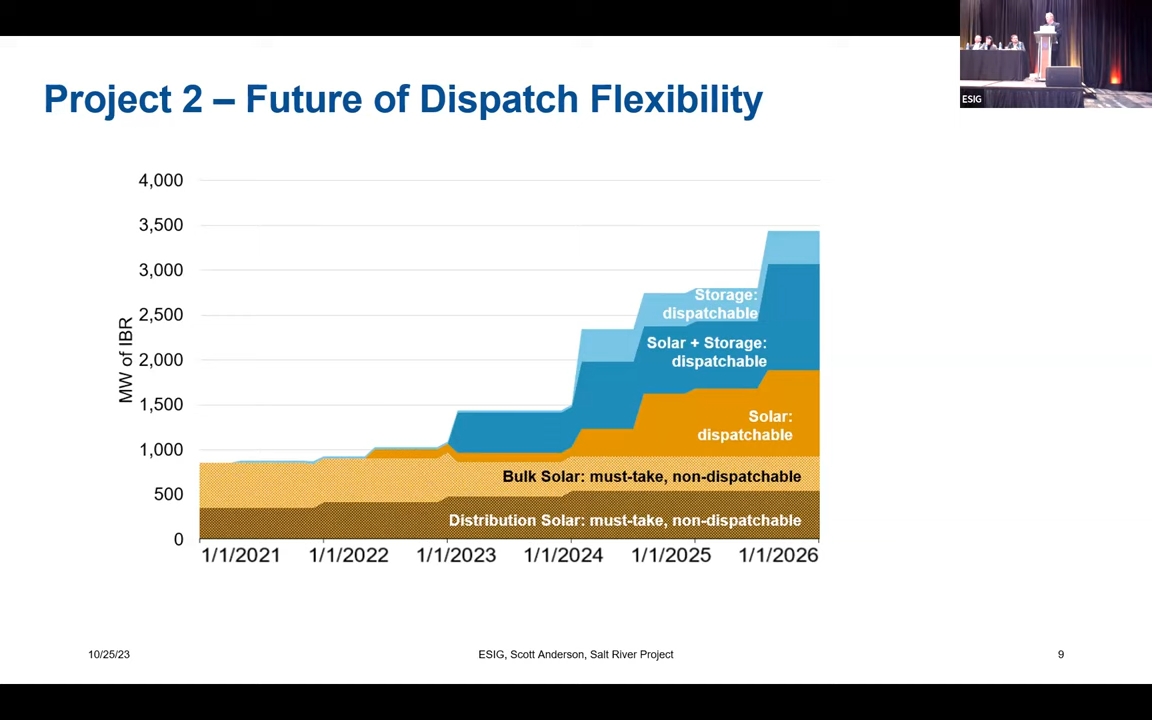 Project 2 – Future of Dispatch Flexibility
ESIG
MW of IBR
4,000
3,500
3,000
2,500
2,000
1,500
1,000
500
0
Storage:
dispatchable
Solar + Storage:
dispatchable
Solar:
dispatchable
Bulk Solar: must-take, non-dispatchable
Distribution Solar: must-take, non-dispatchable
1/1/2021 1/1/2022 1/1/2023 1/1/2024 1/1/2025 1/1/2026
10/25/23 ESIG, Scott Anderson, Salt River Project 9